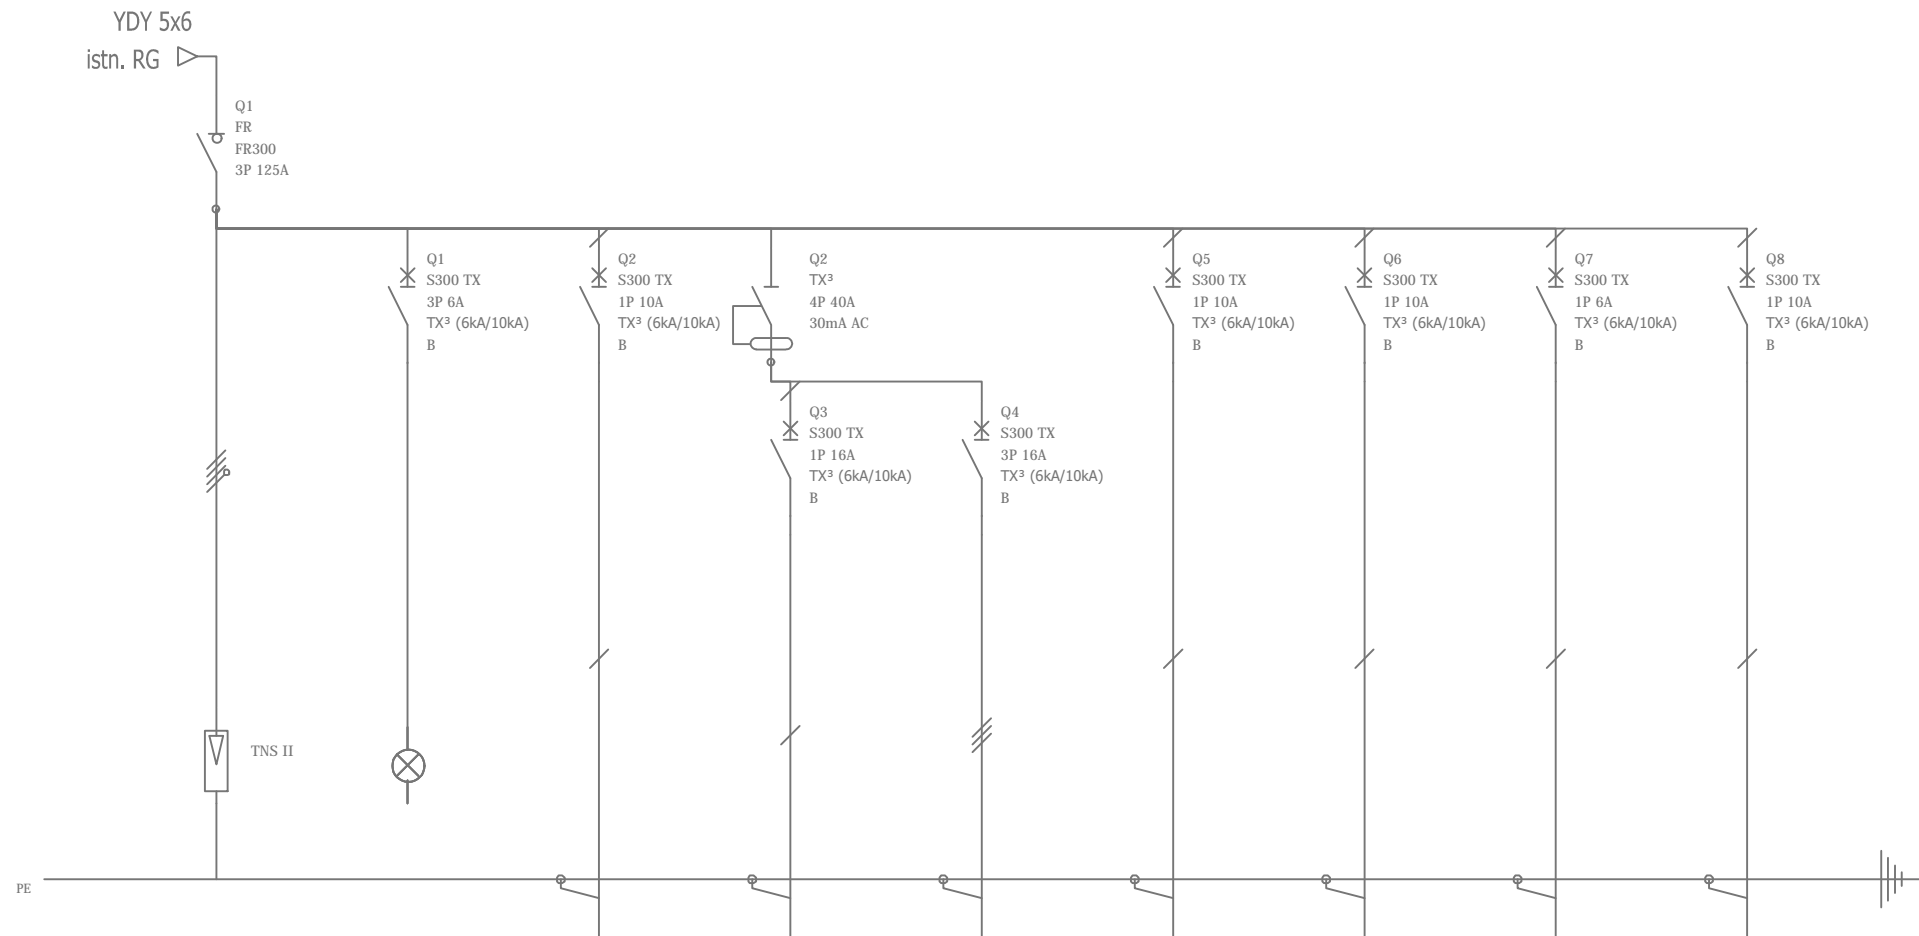 YDY 5x6
istn. RG
Q1
FR
FR300
3P 125A
Q1
S300 TX
3P 6A
TX³ (6kA/10kA)
B
Q2
S300 TX
1P 10A
TX³ (6kA/10kA)
B
Q2
TX³
4P 40A
30mA AC
Q5
S300 TX
1P 10A
TX³ (6kA/10kA)
B
Q6
S300 TX
1P 10A
TX³ (6kA/10kA)
B
Q7
S300 TX
1P 6A
TX³ (6kA/10kA)
B
Q8
S300 TX
1P 10A
TX³ (6kA/10kA)
B
Q3
S300 TX
1P 16A
TX³ (6kA/10kA)
B
Q4
S300 TX
3P 16A
TX³ (6kA/10kA)
B
TNS II
PE